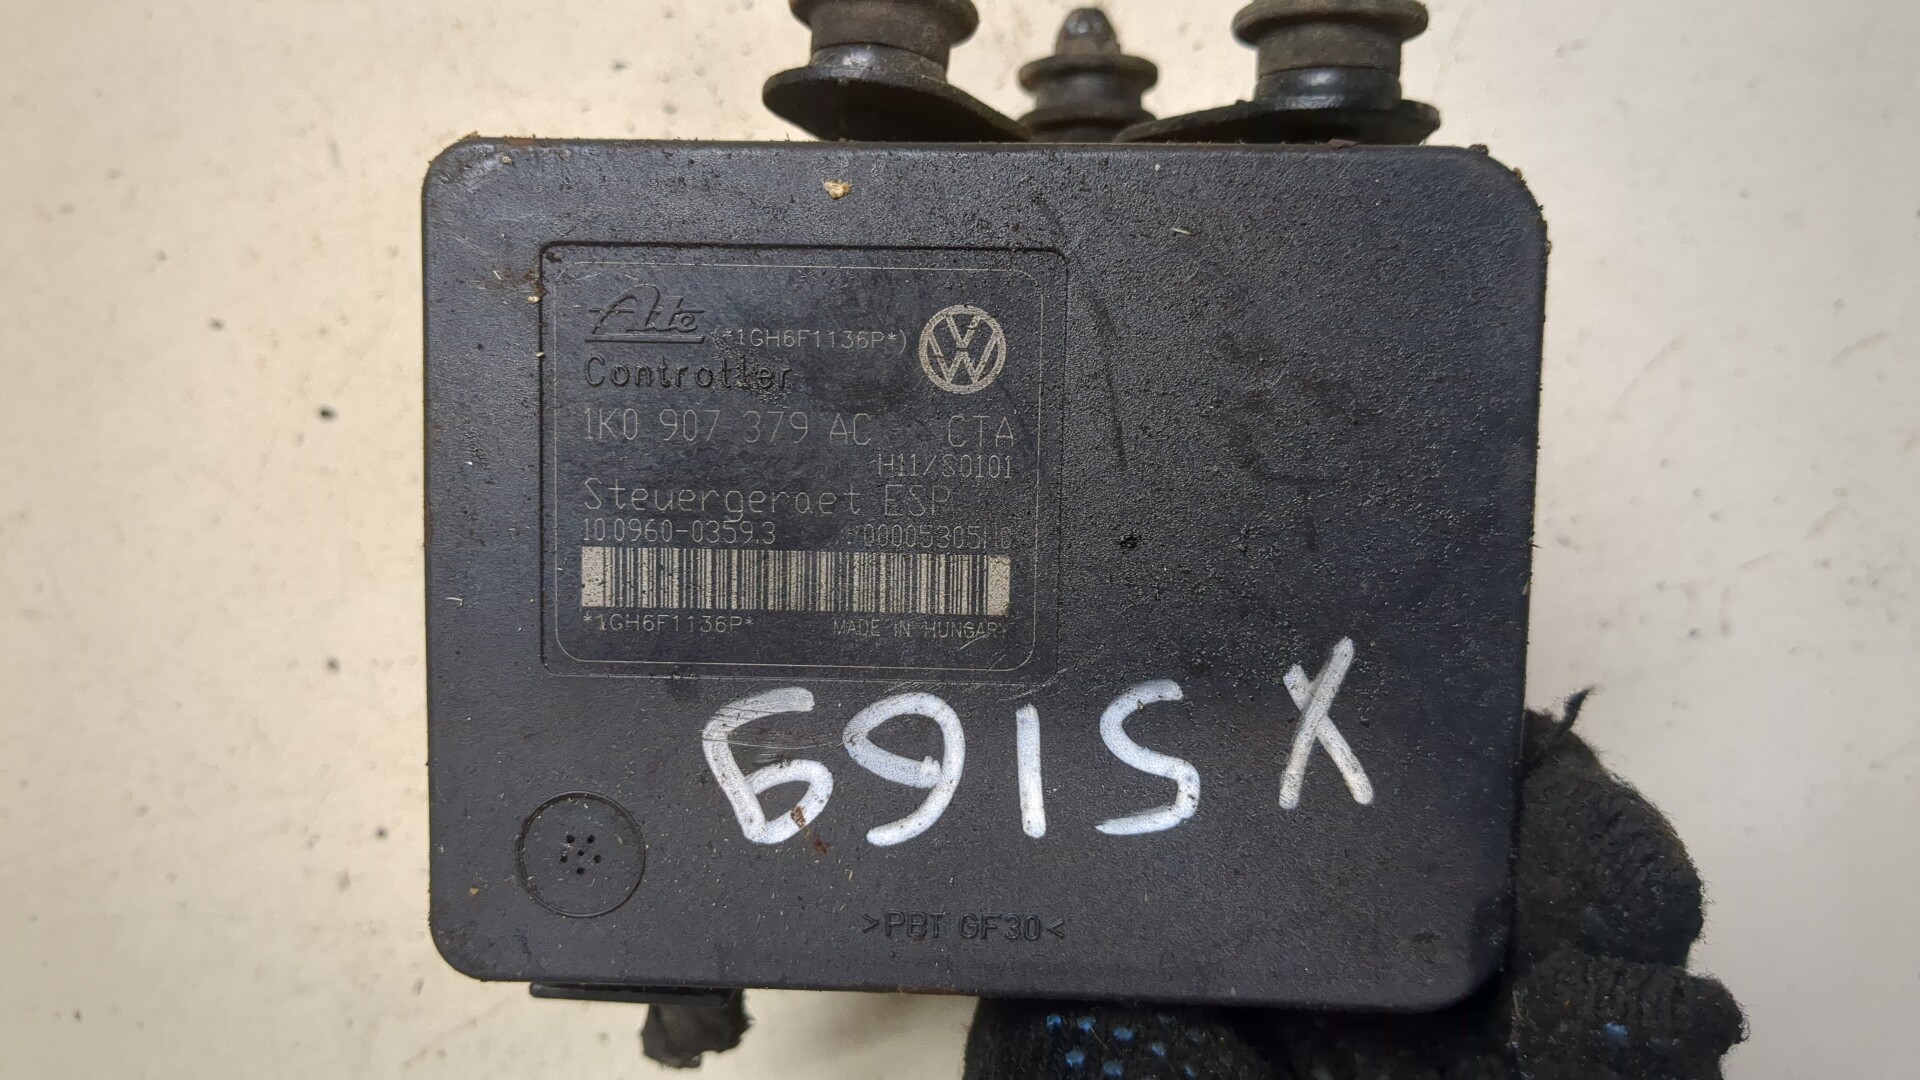 Ate (*1GH6F1136P*)
Controller
1K0 907 379 AC CTA
H11/S0101
Steuergeraet ESP
10.0960-0359.3
*1GH6F1136P* MADE IN HUNGARY
X5169
>PBT GF30<